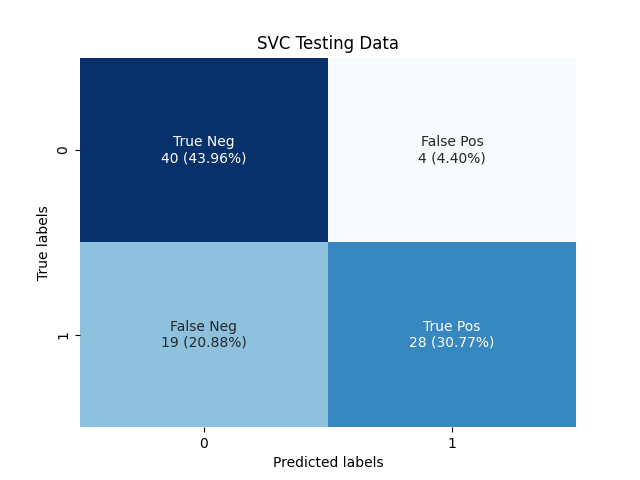 SVC Testing Data
True labels
0
True Neg
40 (43.96%)
False Pos
4 (4.40%)
1
False Neg
19 (20.88%)
True Pos
28 (30.77%)
0
1
Predicted labels